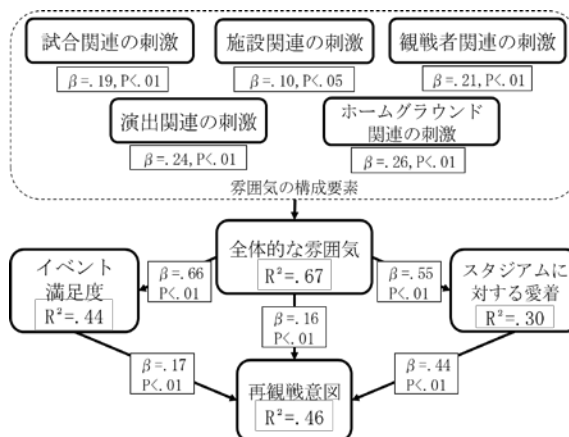 試合関連の刺激
β=.19, P<.01
施設関連の刺激
β=.10, P<.05
観戦者関連の刺激
β=.21, P<.01
演出関連の刺激
β=.24, P<.01
ホームグラウンド
関連の刺激
β=.26, P<.01
雰囲気の構成要素
全体的な雰囲気
R²=.67
イベント
満足度
R²=.44
β=.66
P<.01
β=.55
P<.01
スタジアムに
対する愛着
R²=.30
β=.16
P<.01
β=.17
P<.01
β=.44
P<.01
再観戦意図
R²=.46